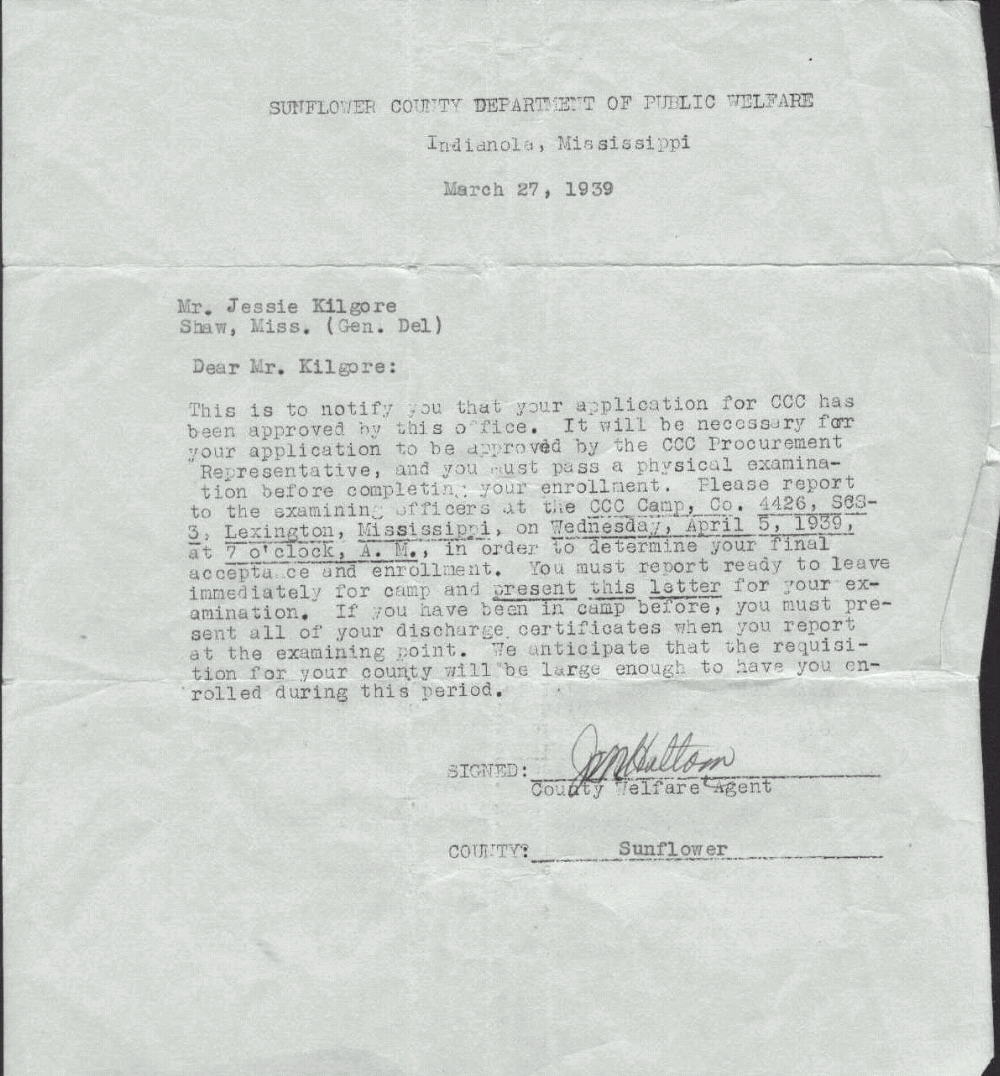 SUNFLOWER COUNTY DEPARTMENT OF PUBLIC WELFARE
Indianola, Mississippi
March 27, 1939
Mr. Jessie Kilgore
Shaw, Miss. (Gen. Del)
Dear Mr. Kilgore:
This is to notify you that your application for CCC has
been approved by this office. It will be necessary for
your application to be approved by the CCC Procurement
Representative, and you must pass a physical examina-
tion before completing your enrollment. Please report
to the examining officers at the CCC Camp, Co. 4426, SCS-
3, Lexington, Mississippi, on Wednesday, April 5, 1939,
at 7 o'clock, A. M., in order to determine your final
acceptance and enrollment. You must report ready to leave
immediately for camp and present this letter for your ex-
amination. If you have been in camp before, you must pre-
sent all of your discharge certificates when you report
at the examining point. We anticipate that the requisi-
tion for your county will be large enough to have you en-
rolled during this period.
SIGNED:
County Welfare Agent
COUNTY: Sunflower